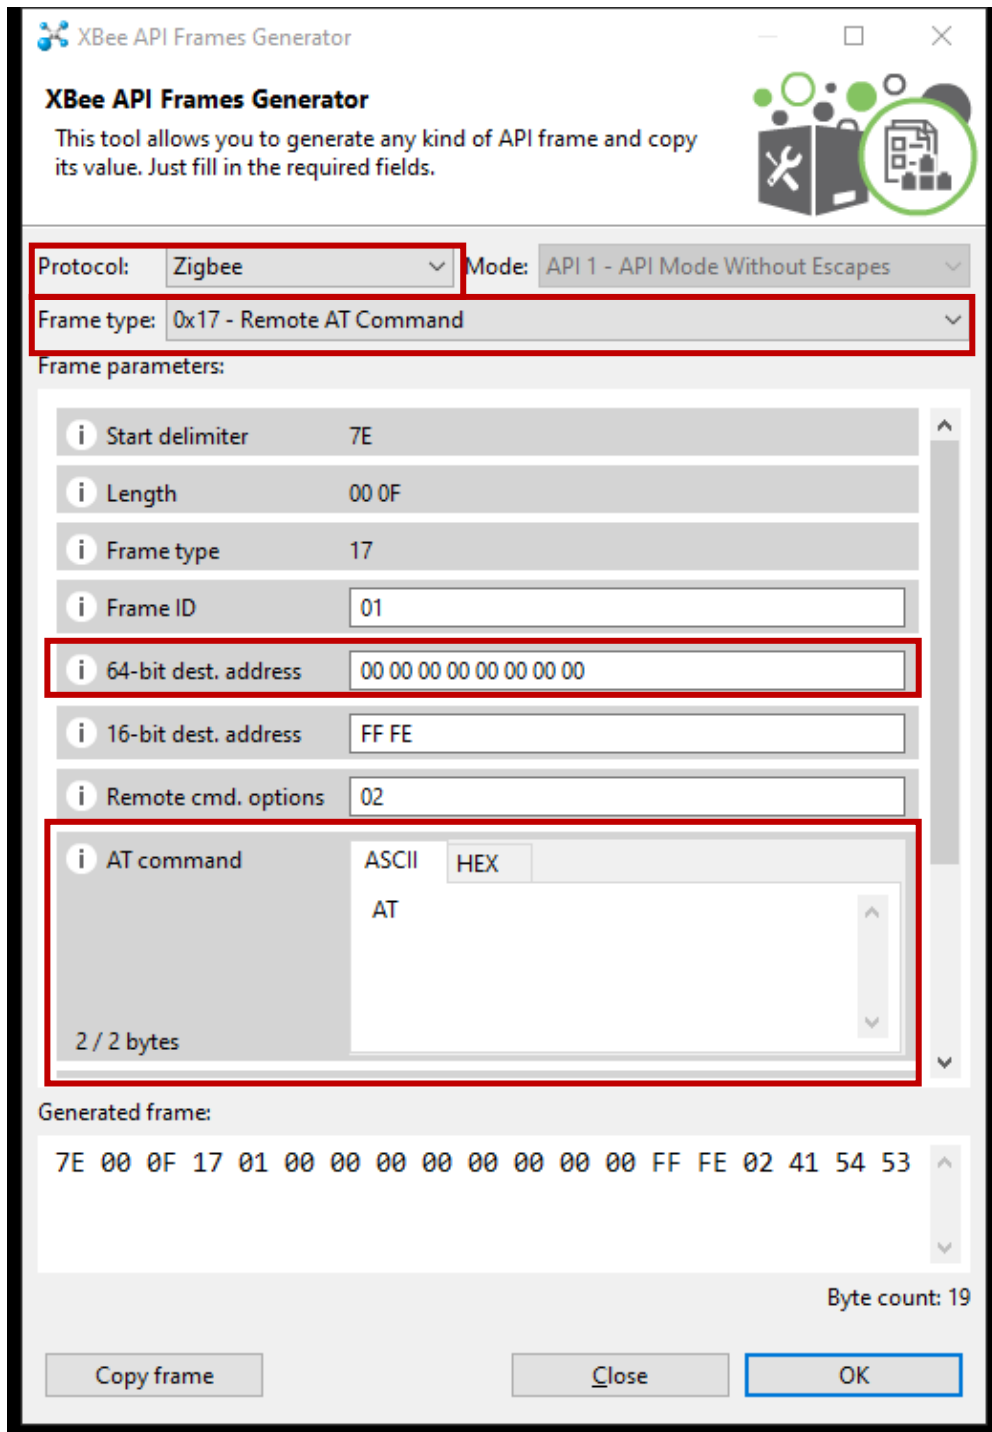 XBee API Frames Generator
XBee API Frames Generator
This tool allows you to generate any kind of API frame and copy
its value. Just fill in the required fields.
Protocol: Zigbee Mode: API 1 - API Mode Without Escapes
Frame type: 0x17 - Remote AT Command
Frame parameters:
i Start delimiter 7E
i Length 00 0F
i Frame type 17
i Frame ID 01
i 64-bit dest. address 00 00 00 00 00 00 00 00
i 16-bit dest. address FF FE
i Remote cmd. options 02
i AT command ASCII HEX
AT
2 / 2 bytes
Generated frame:
7E 00 0F 17 01 00 00 00 00 00 00 00 00 FF FE 02 41 54 53
Byte count: 19
Copy frame Close OK